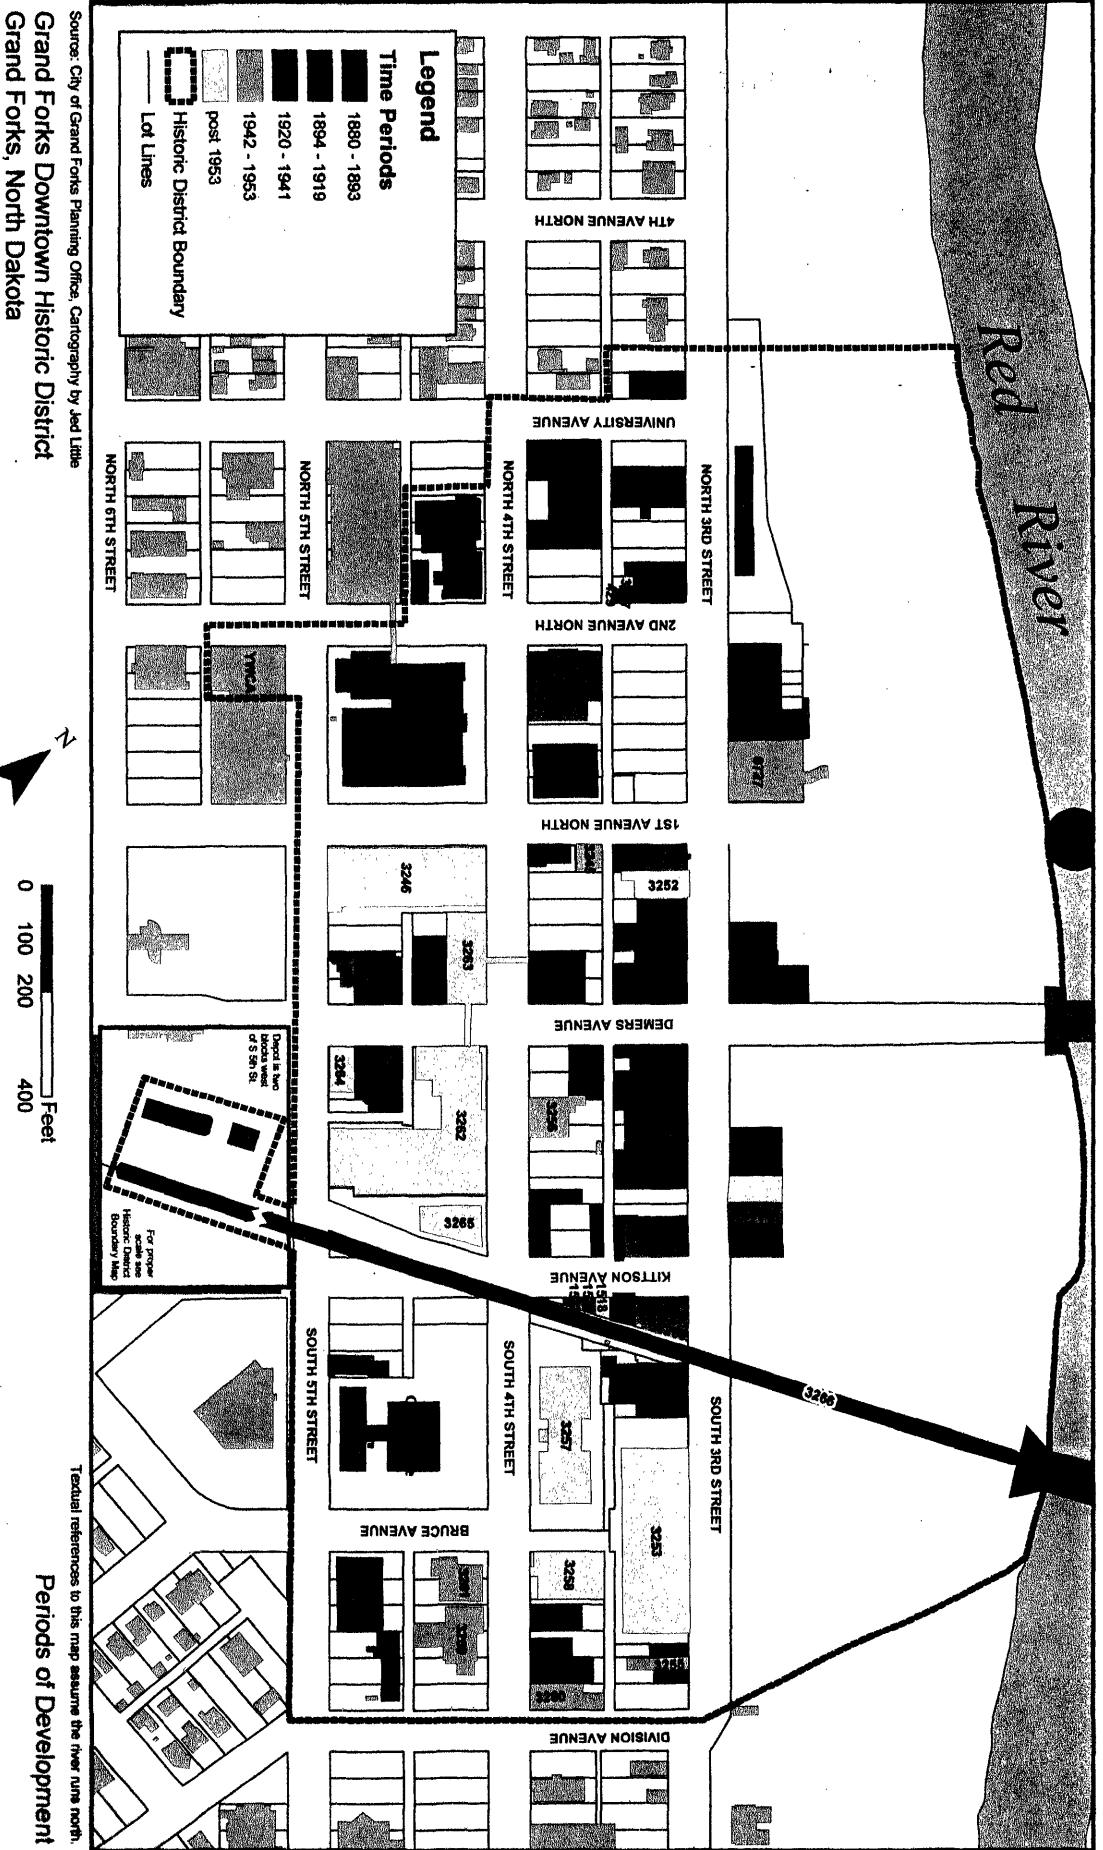 Red River
Legend
Time Periods
1880 - 1893
1894 - 1919
1920 - 1941
1942 - 1953
post 1953
Historic District Boundary
Lot Lines
4TH AVENUE NORTH
UNIVERSITY AVENUE
2ND AVENUE NORTH
1ST AVENUE NORTH
DEMERS AVENUE
KITTSON AVENUE
BRUCE AVENUE
DIVISION AVENUE
NORTH 3RD STREET
NORTH 4TH STREET
NORTH 5TH STREET
NORTH 6TH STREET
SOUTH 3RD STREET
SOUTH 4TH STREET
SOUTH 5TH STREET
YWCA
3246
3252
3263
3264
3262
3256
3265
1518
3266
3257
3253
3258
3255
3260
Depot is two
blocks west
of S 5th St.
For proper
scale see
Historic District
Boundary Map
Source: City of Grand Forks Planning Office, Cartography by Jed Little
Textual references to this map assume the river runs north.
Grand Forks Downtown Historic District
Grand Forks, North Dakota
N
0 100 200 400
Feet
Periods of Development